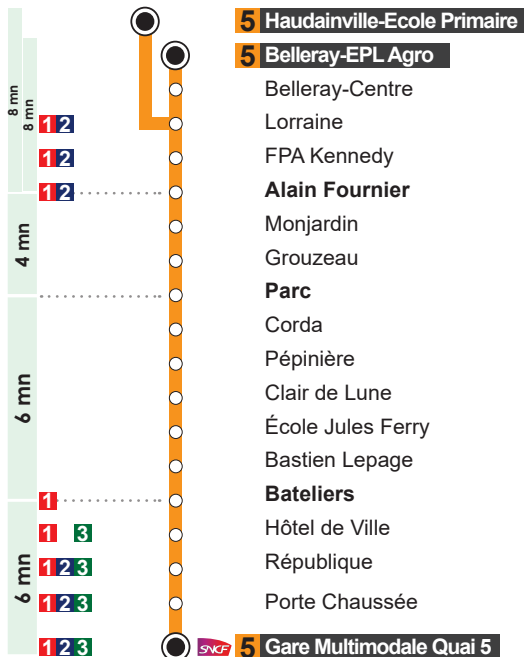 5 Haudainville-Ecole Primaire
5 Belleray-EPL Agro
Belleray-Centre
8 mn
8 mn
1 2 Lorraine
1 2 FPA Kennedy
1 2 Alain Fournier
Monjardin
4 mn
Grouzeau
Parc
Corda
Pépinière
6 mn
Clair de Lune
École Jules Ferry
Bastien Lepage
1 Bateliers
1 3 Hôtel de Ville
1 2 3 République
6 mn
1 2 3 Porte Chaussée
1 2 3 SNCF 5 Gare Multimodale Quai 5